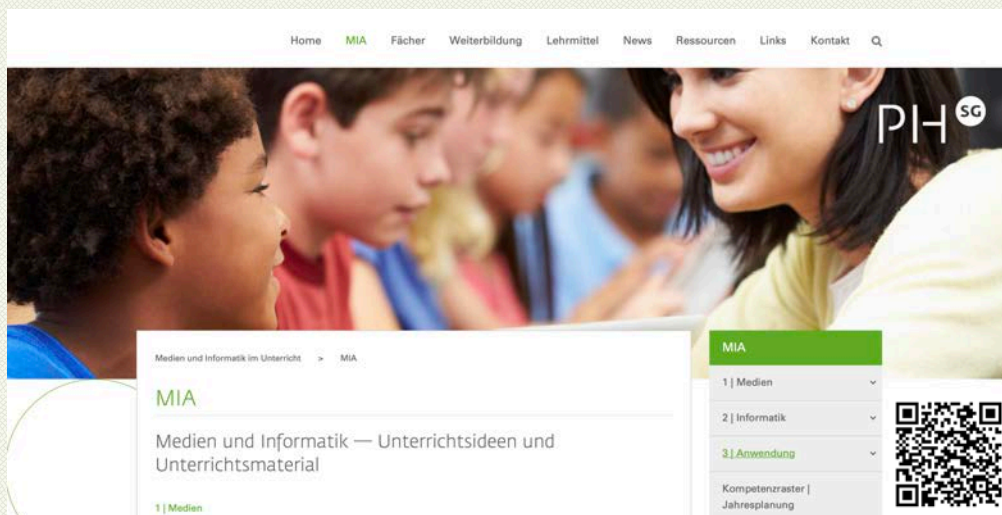 Home MIA Fächer Weiterbildung Lehrmittel News Ressourcen Links Kontakt
PH SG
Medien und Informatik im Unterricht > MIA
MIA
Medien und Informatik — Unterrichtsideen und
Unterrichtsmaterial
1 | Medien
MIA
1 | Medien
2 | Informatik
3 | Anwendung
Kompetenzraster |
Jahresplanung